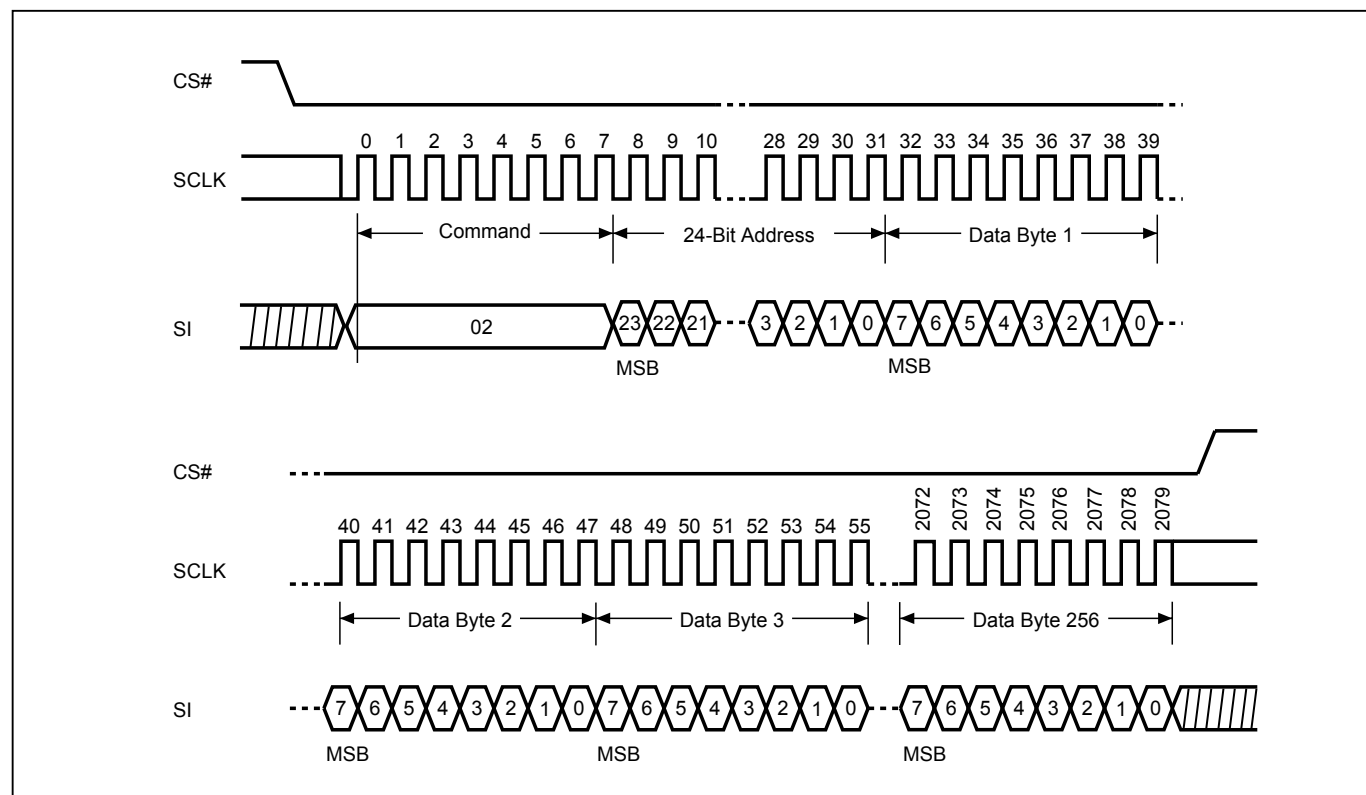 CS#
0 1 2 3 4 5 6 7 8 9 10 28 29 30 31 32 33 34 35 36 37 38 39
SCLK
Command 24-Bit Address Data Byte 1
SI 02 23 22 21 3 2 1 0 7 6 5 4 3 2 1 0
MSB MSB
CS#
40 41 42 43 44 45 46 47 48 49 50 51 52 53 54 55 2072 2073 2074 2075 2076 2077 2078 2079
SCLK
Data Byte 2 Data Byte 3 Data Byte 256
SI 7 6 5 4 3 2 1 0 7 6 5 4 3 2 1 0 7 6 5 4 3 2 1 0
MSB MSB MSB